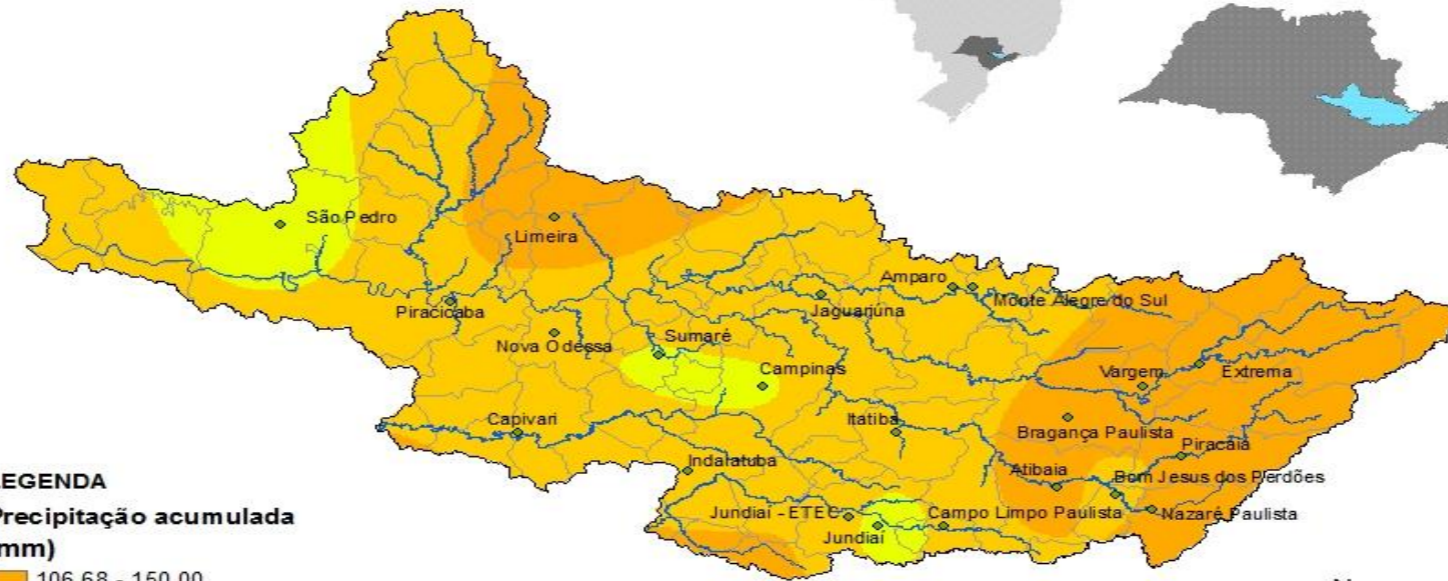 São Pedro
Limeira
Amparo
Monte Alegre do Sul
Jaguariúna
Piracicaba
Nova Odessa
Sumaré
Campinas
Vargem
Extrema
Capivari
Itatiba
Bragança Paulista
Piracaia
Indaiatuba
Atibaia
Bom Jesus dos Perdões
Jundiaí - ETEC
Campo Limpo Paulista
Nazaré Paulista
Jundiaí
EGENDA
Precipitação acumulada
mm)
106,68 - 150,00